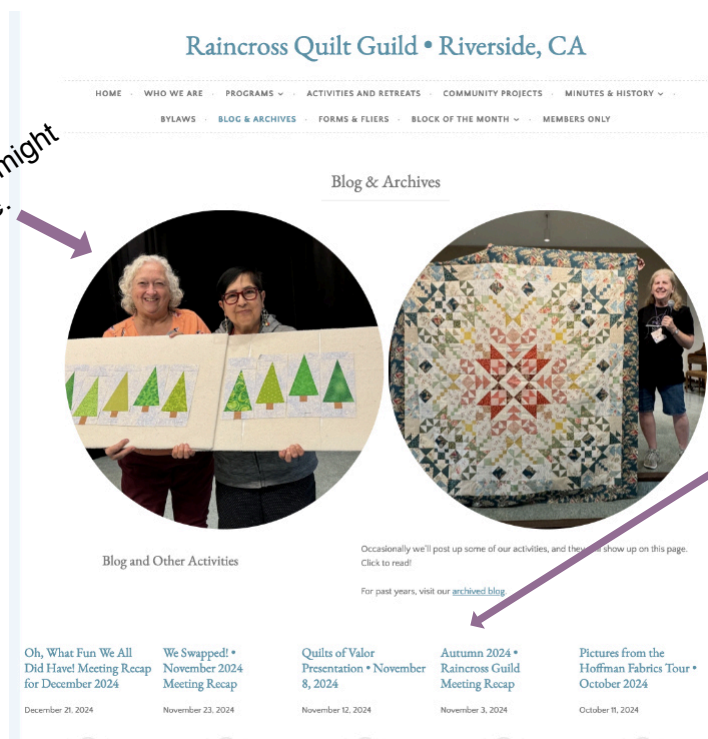 Raincross Quilt Guild • Riverside, CA
HOME · WHO WE ARE · PROGRAMS · ACTIVITIES AND RETREATS · COMMUNITY PROJECTS · MINUTES & HISTORY ·
BYLAWS · BLOG & ARCHIVES · FORMS & FLIERS · BLOCK OF THE MONTH · MEMBERS ONLY
might
Blog & Archives
Blog and Other Activities
Occasionally we'll post up some of our activities, and they show up on this page.
Click to read!
For past years, visit our archived blog.
Oh, What Fun We All
Did Have! Meeting Recap
for December 2024
December 21, 2024
We Swapped! •
November 2024
Meeting Recap
November 23, 2024
Quilts of Valor
Presentation • November
8, 2024
November 12, 2024
Autumn 2024 •
Raincross Guild
Meeting Recap
November 3, 2024
Pictures from the
Hoffman Fabrics Tour •
October 2024
October 11, 2024